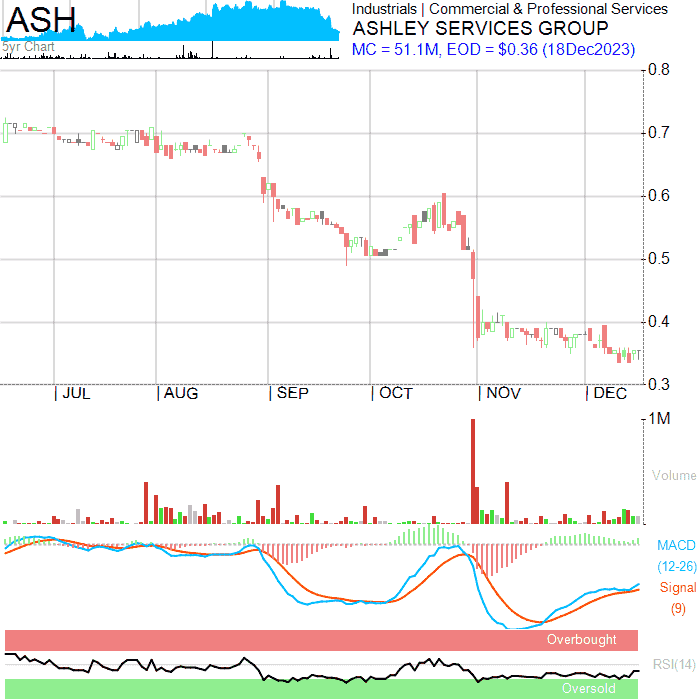 ASH
5yr Chart
Industrials | Commercial & Professional Services
ASHLEY SERVICES GROUP
MC = 51.1M, EOD = $0.36 (18Dec2023)
0.8
0.7
0.6
0.5
0.4
0.3
JUL AUG SEP OCT NOV DEC
1M
Volume
MACD
(12-26)
Signal
(9)
Overbought
RSI(14)
Oversold